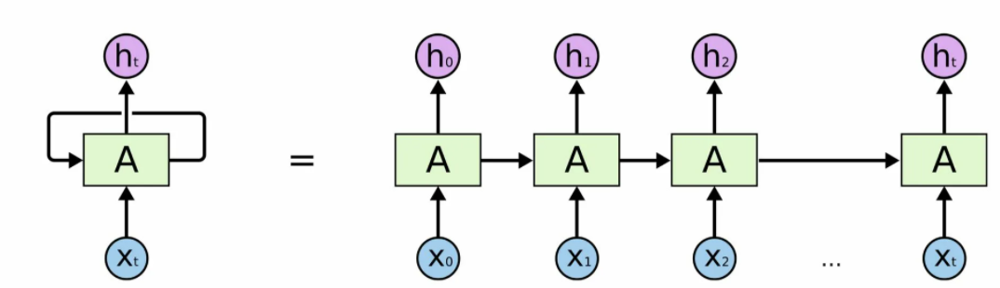 hₜ h₀ h₁ h₂ hₜ
A = A A A A
xₜ x₀ x₁ x₂ ... xₜ